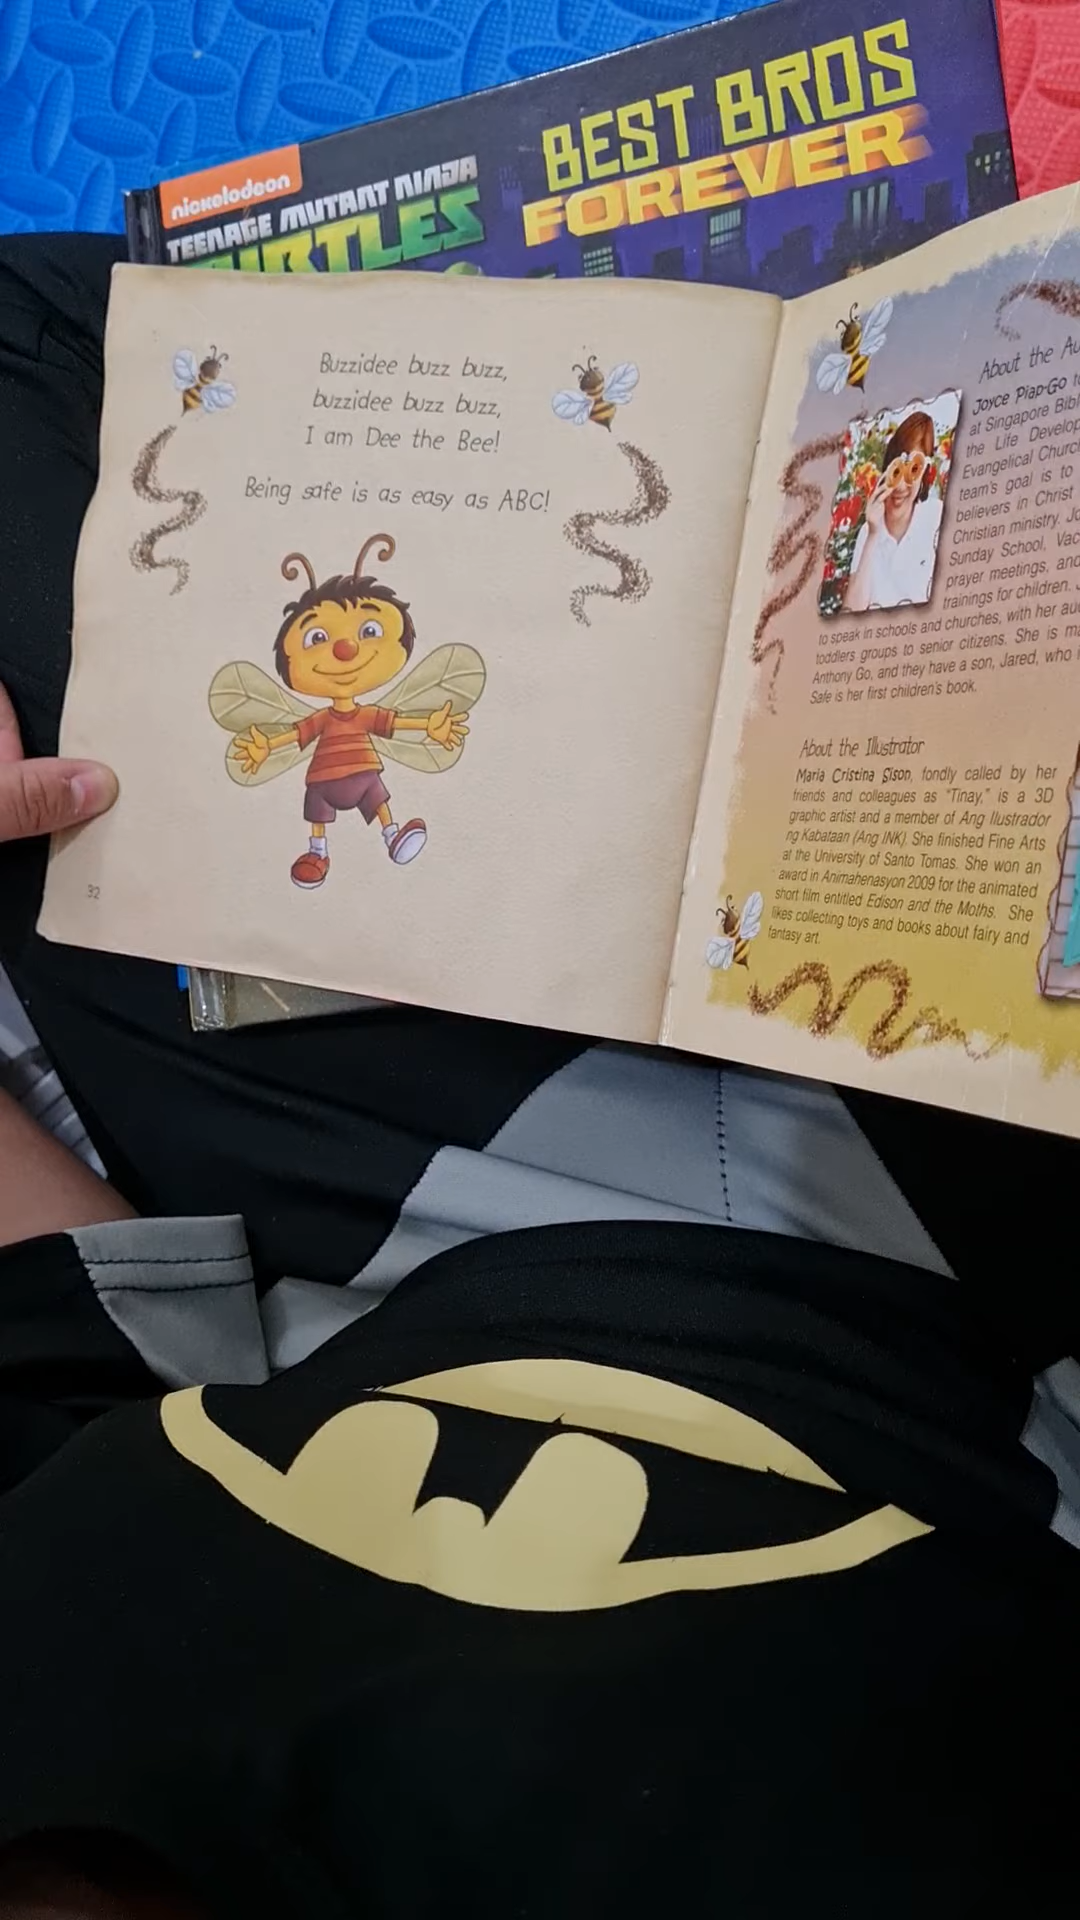 nickelodeon
TEENAGE MUTANT NINJA
TURTLES
BEST BROS
FOREVER
Buzzidee buzz buzz,
buzzidee buzz buzz,
I am Dee the Bee!
Being safe is as easy as ABC!
32
About the
Joyce Piap-Go
at Singapore
the Life
Evangelical
team's goal is to
believers in Christ
Christian ministry.
Sunday School,
prayer meetings, and
trainings for children.
to speak in schools and churches, with her
toddlers groups to senior citizens. She is
Anthony Go, and they have a son, Jared, who
Safe is her first children's book.
About the Illustrator
Maria Cristina Sison, fondly called by her
friends and colleagues as "Tinay," is a 3D
graphic artist and a member of Ang Ilustrador
ng Kabataan (Ang INK). She finished Fine Arts
at the University of Santo Tomas. She won an
award in Animahenasyon 2009 for the animated
short film entitled Edison and the Moths. She
likes collecting toys and books about fairy and
fantasy art.